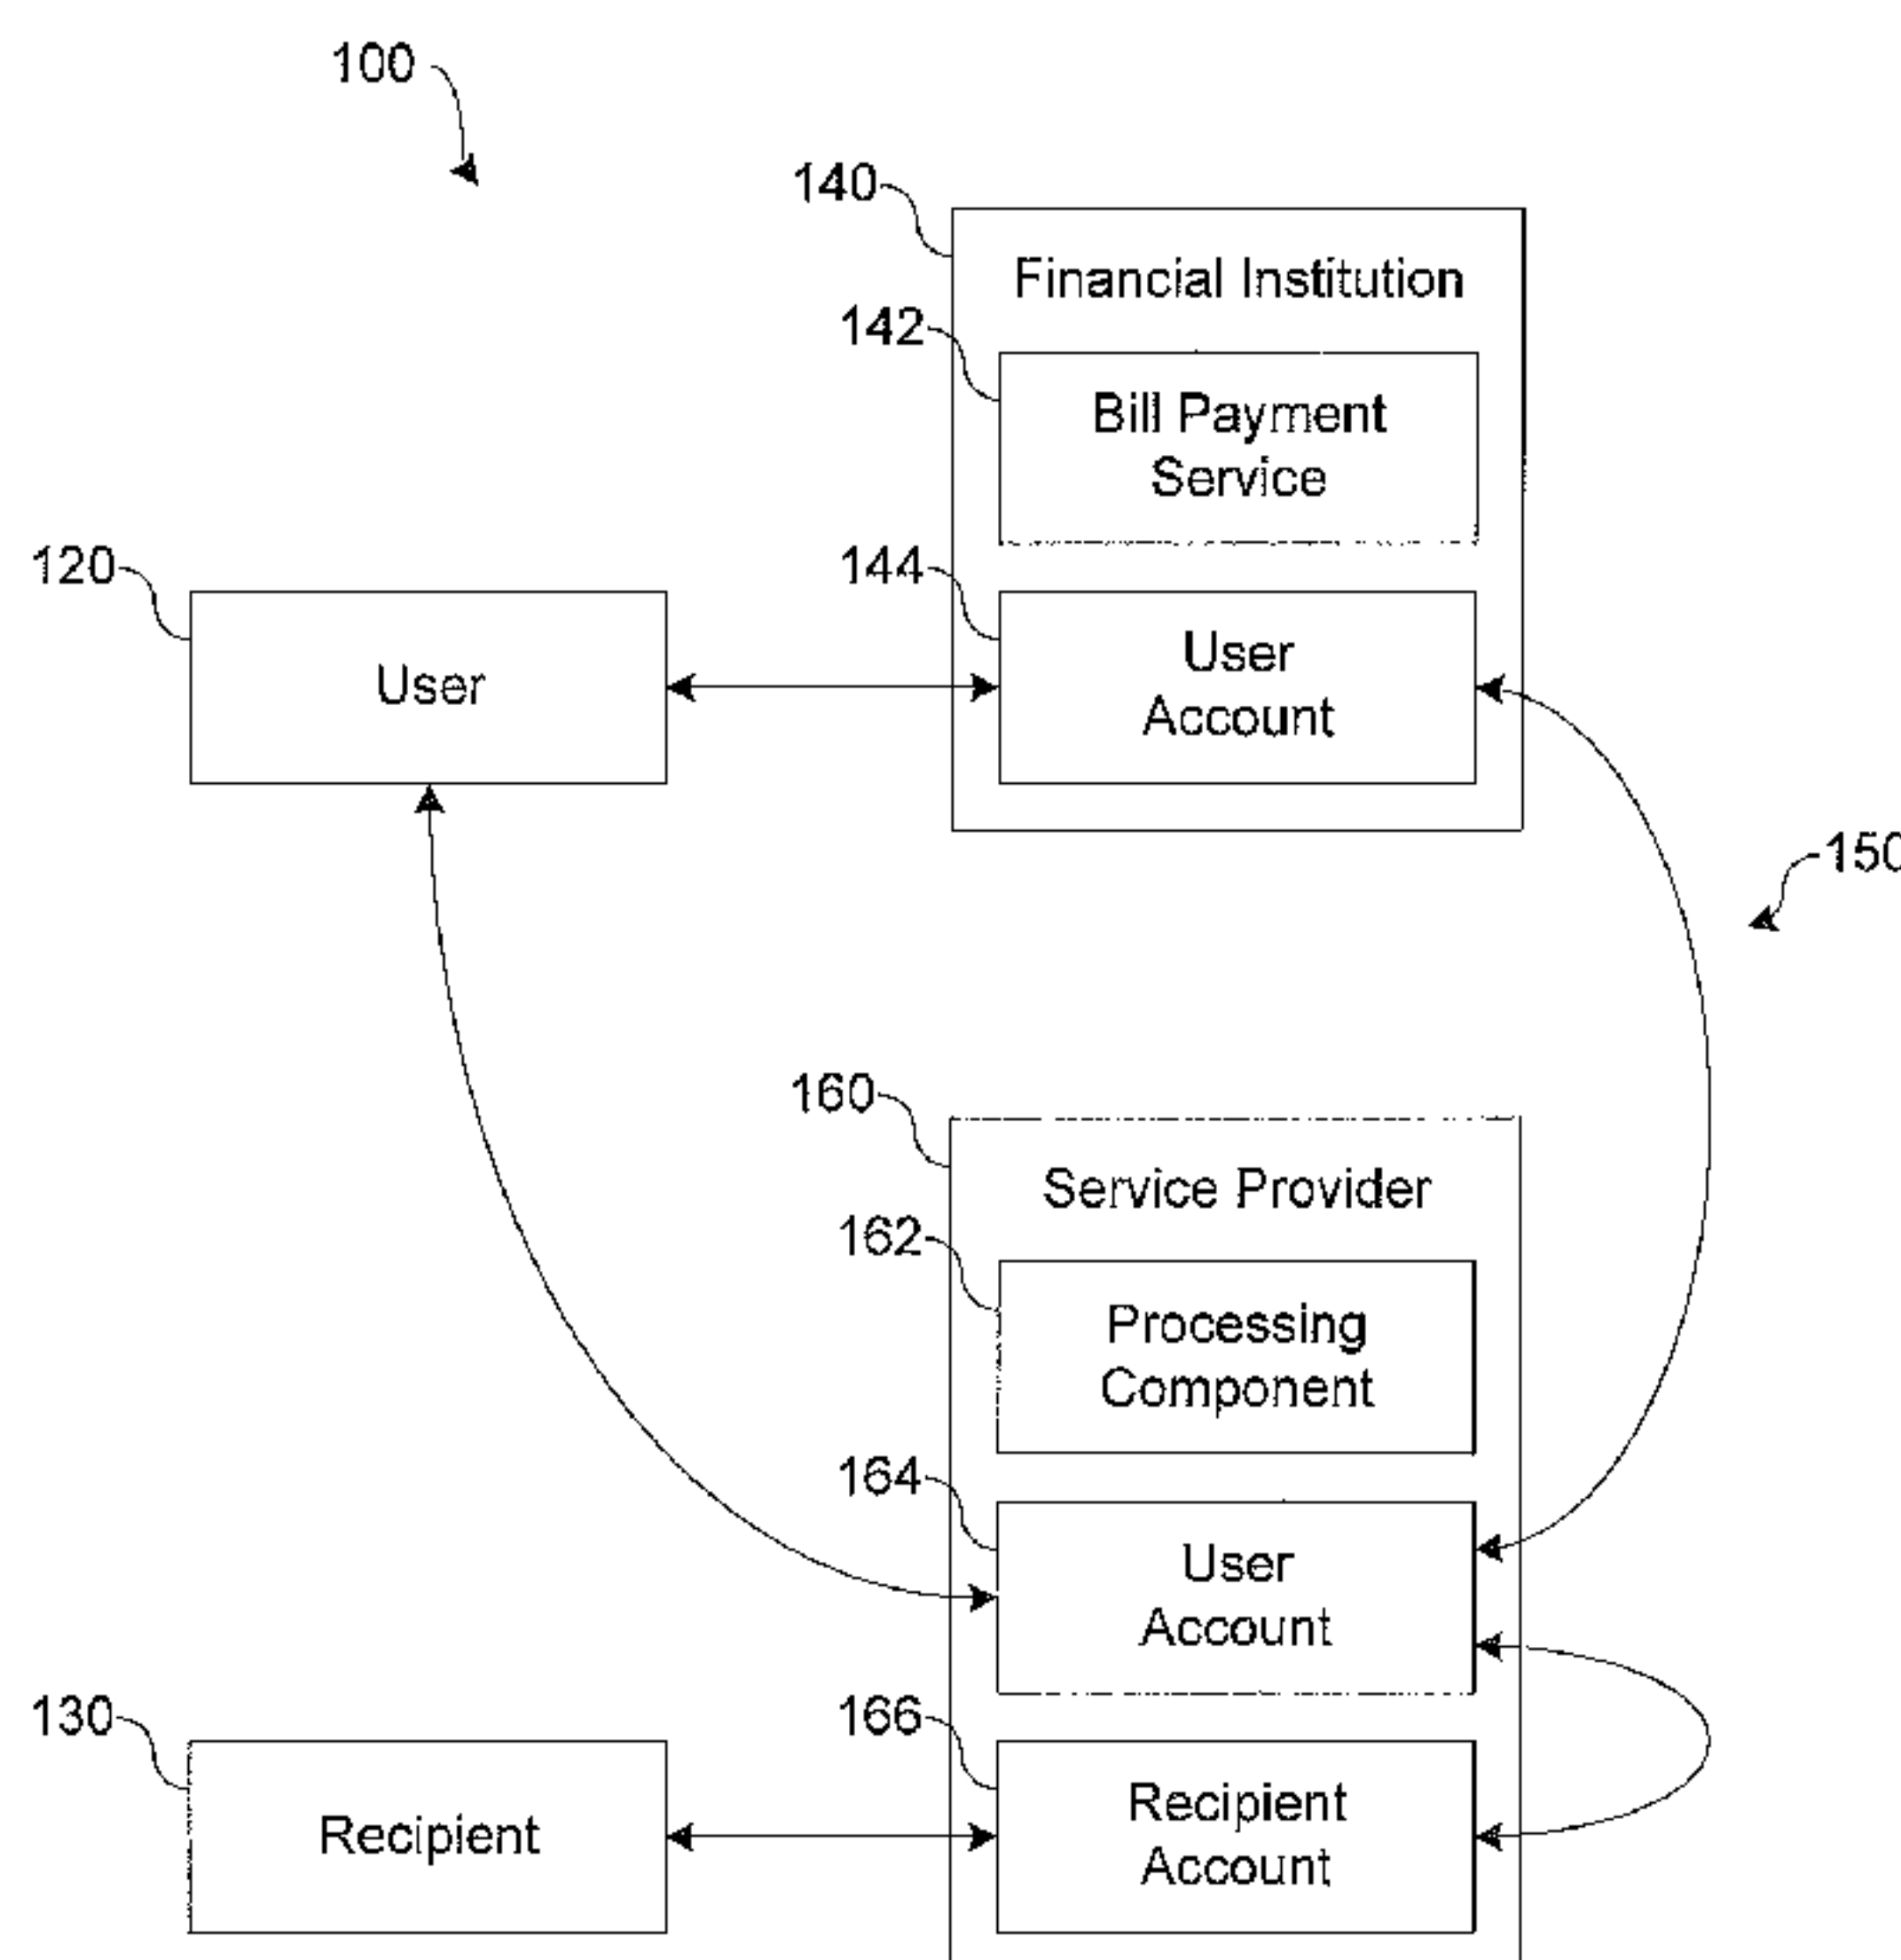 100
140
Financial Institution
142
Bill Payment
Service
120
144
User
User
Account
150
160
Service Provider
162
Processing
Component
164
User
Account
130
166
Recipient
Recipient
Account